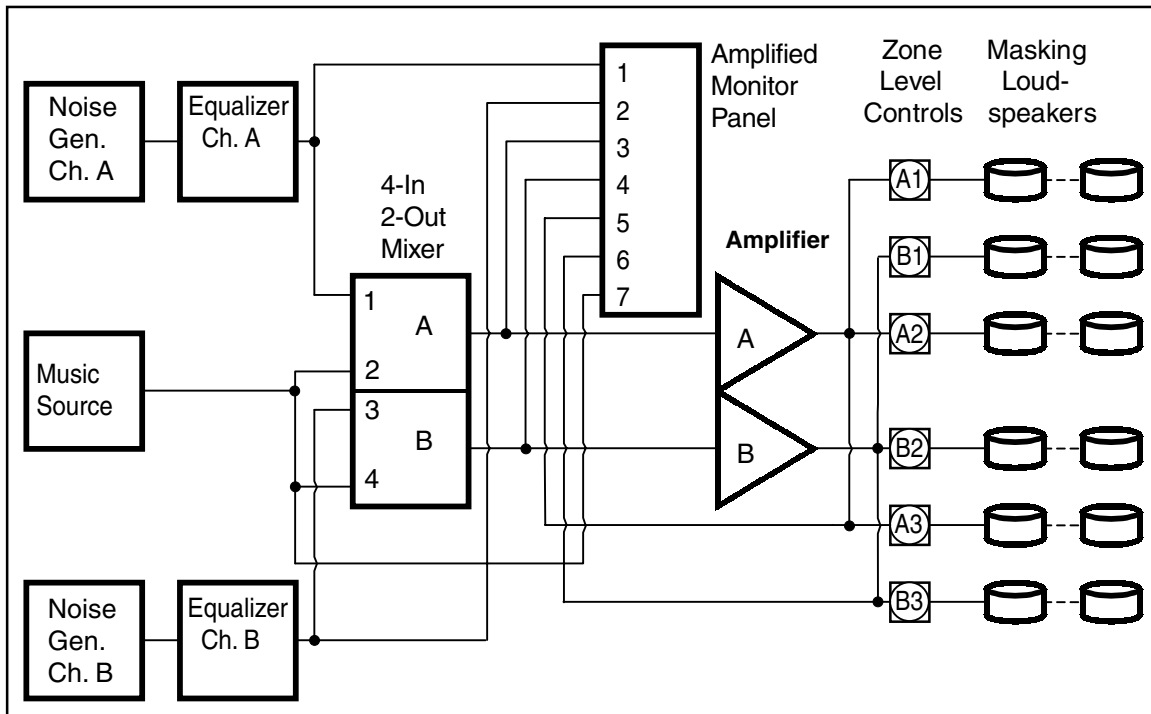 Noise
Gen.
Ch. A
Equalizer
Ch. A
Music
Source
Noise
Gen.
Ch. B
Equalizer
Ch. B
4-In
2-Out
Mixer
1
2
3
4
A
B
1
2
3
4
5
6
7
Amplified
Monitor
Panel
Amplifier
A
B
Zone
Level
Controls
Masking
Loud-
speakers
A1
B1
A2
B2
A3
B3